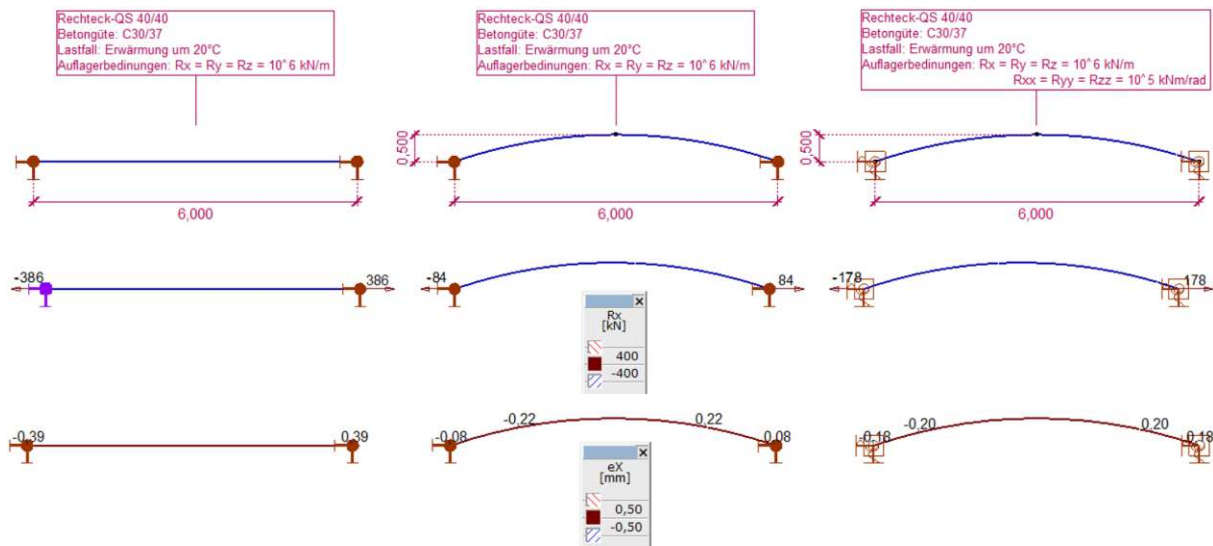 Rechteck-QS 40/40
Betongüte: C30/37
Lastfall: Erwärmung um 20°C
Auflagerbedinungen: Rx = Ry = Rz = 10^6 kN/m
Rechteck-QS 40/40
Betongüte: C30/37
Lastfall: Erwärmung um 20°C
Auflagerbedinungen: Rx = Ry = Rz = 10^6 kN/m
Rechteck-QS 40/40
Betongüte: C30/37
Lastfall: Erwärmung um 20°C
Auflagerbedinungen: Rx = Ry = Rz = 10^6 kN/m
Rxx = Ryy = Rzz = 10^5 kNm/rad
0,500
0,500
6,000
6,000
6,000
-386
386
-84
84
-178
178
Rx
[kN]
400
-400
-0,39
0,39
-0,08
-0,22
0,22
0,08
-0,18
-0,20
0,20
0,18
eX
[mm]
0,50
-0,50